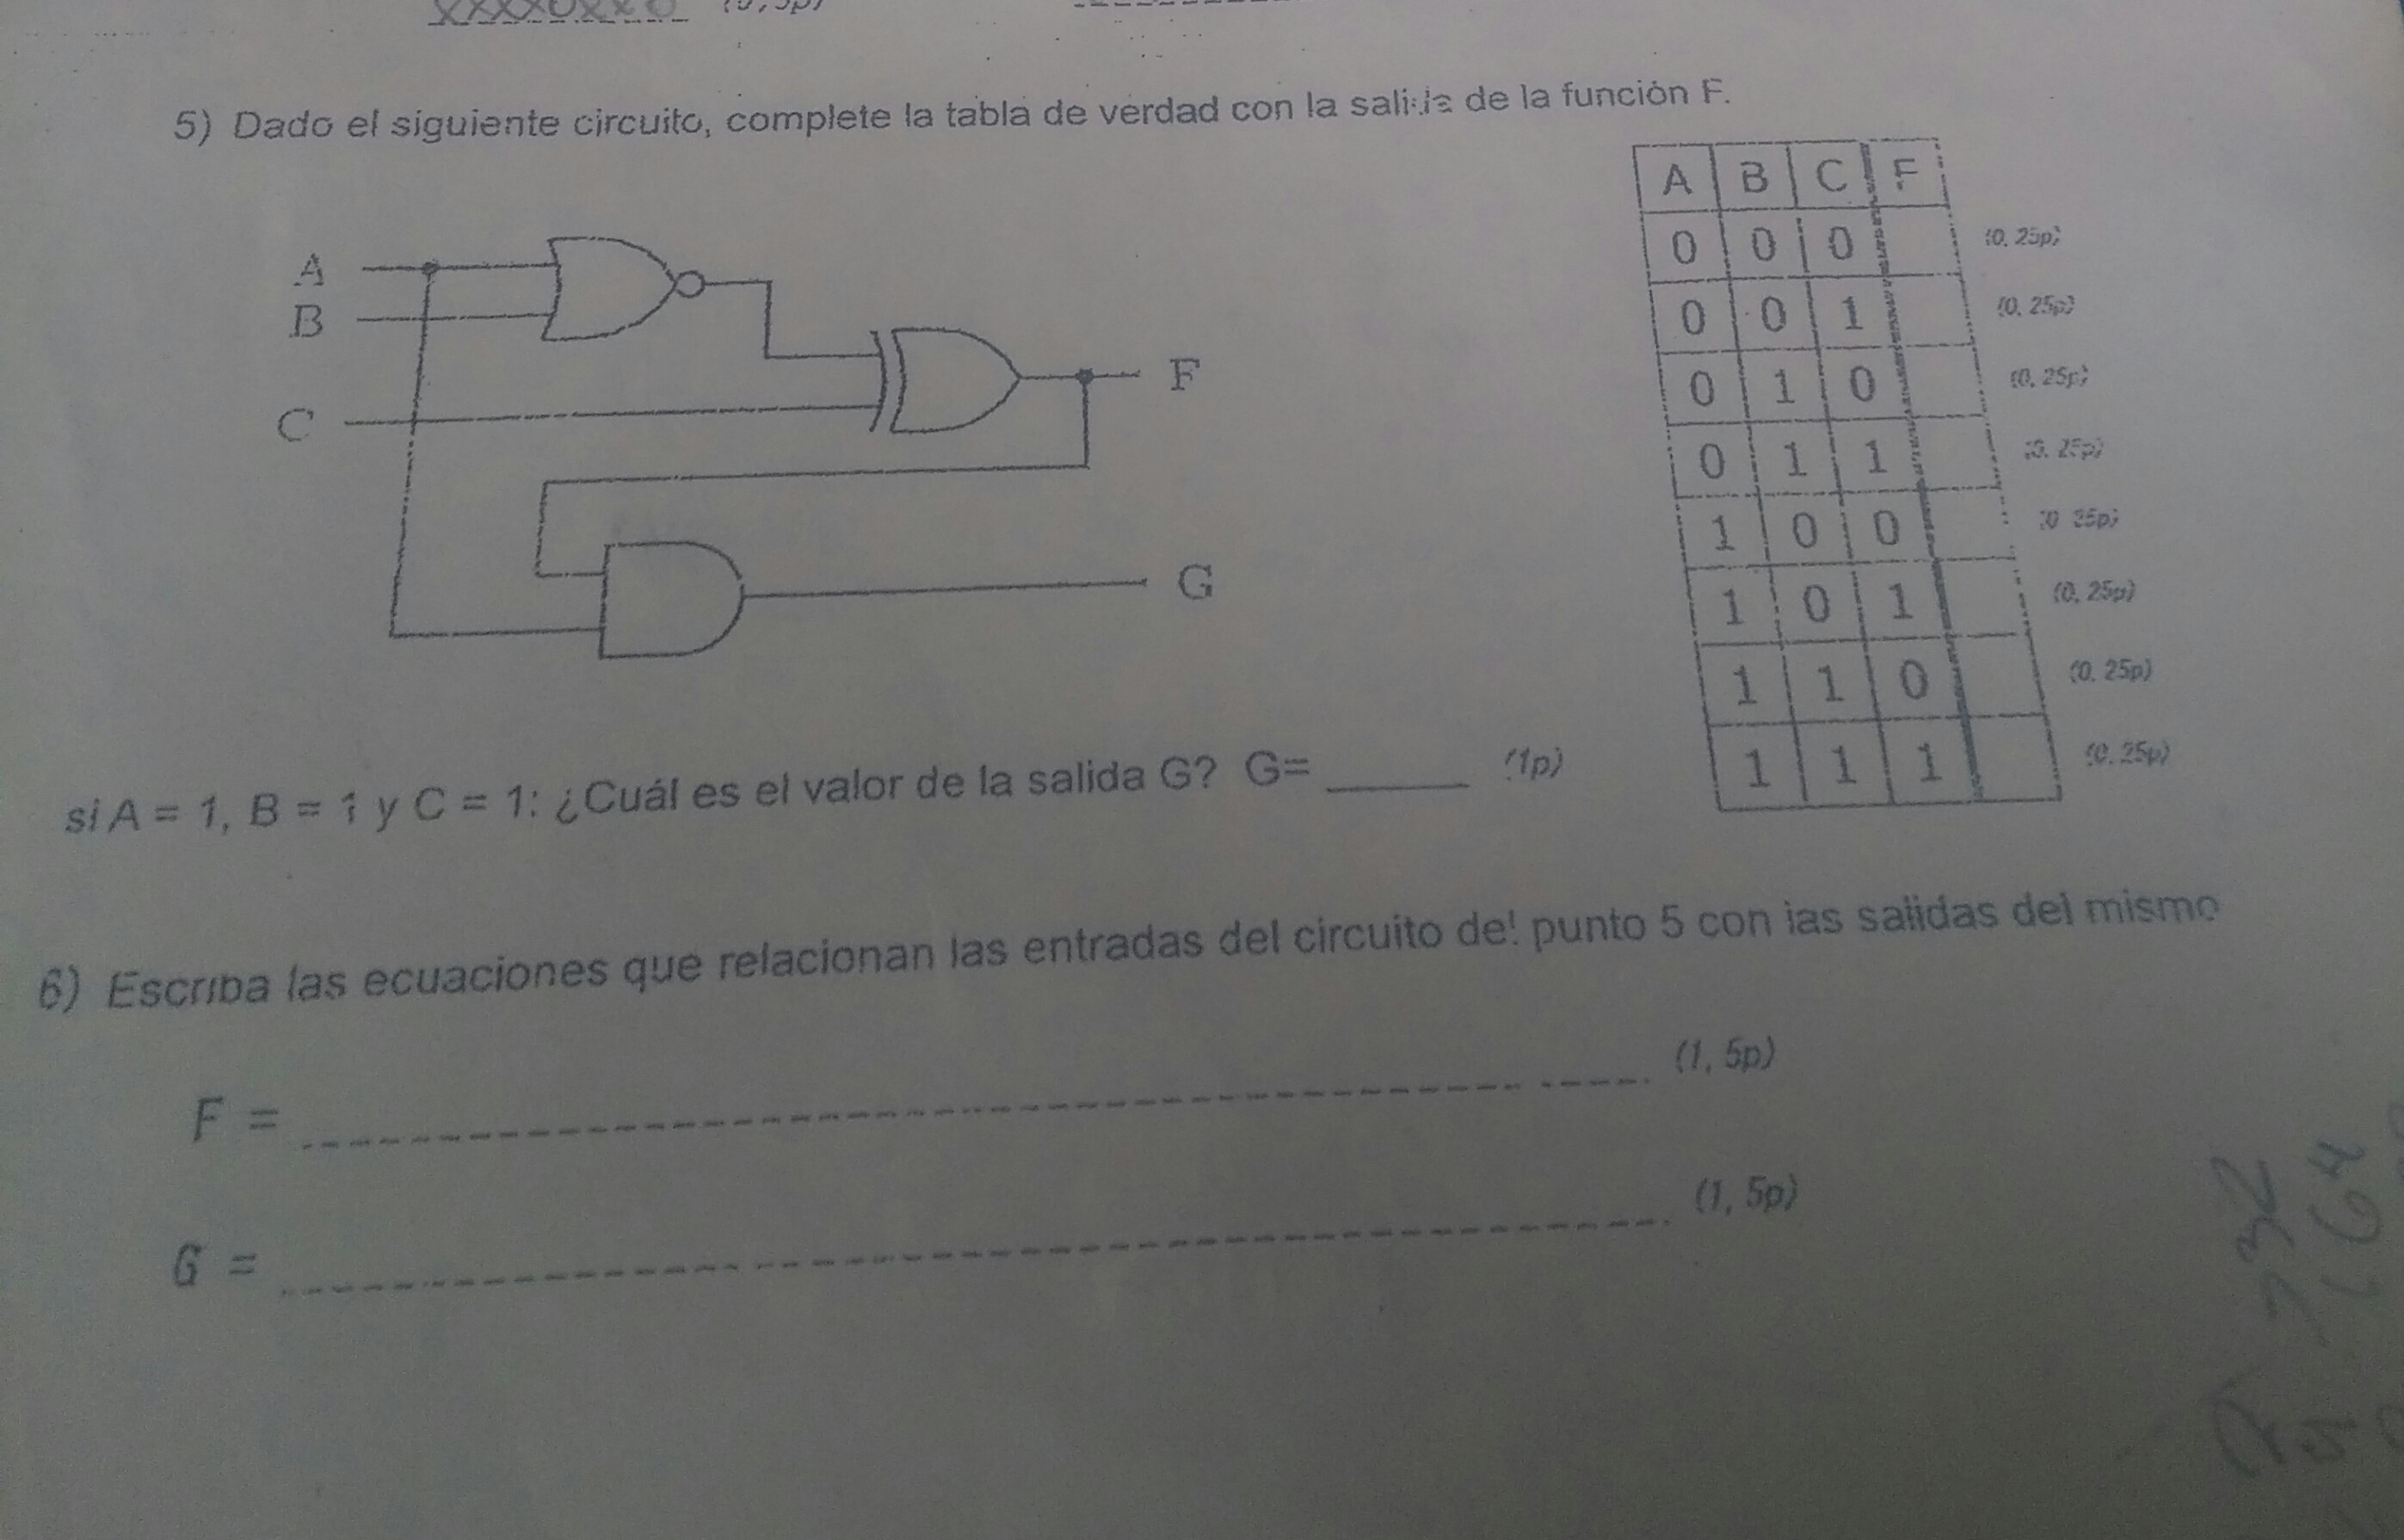 5) Dado el siguiente circuito, complete la tabla de verdad con la salida de la función F.
A B C F
0 0 0 (0, 25p)
0 0 1 (0, 25p)
0 1 0 (0, 25p)
0 1 1 (0, 25p)
1 0 0 (0 25p)
1 0 1 (0, 25p)
1 1 0 (0, 25p)
1 1 1 (0, 25p)
A
B
C
F
G
si A = 1, B = 1 y C = 1: ¿Cuál es el valor de la salida G? G= ______ (1p)
6) Escriba las ecuaciones que relacionan las entradas del circuito del punto 5 con las salidas del mismo
F = (1, 5p)
G = (1, 5p)